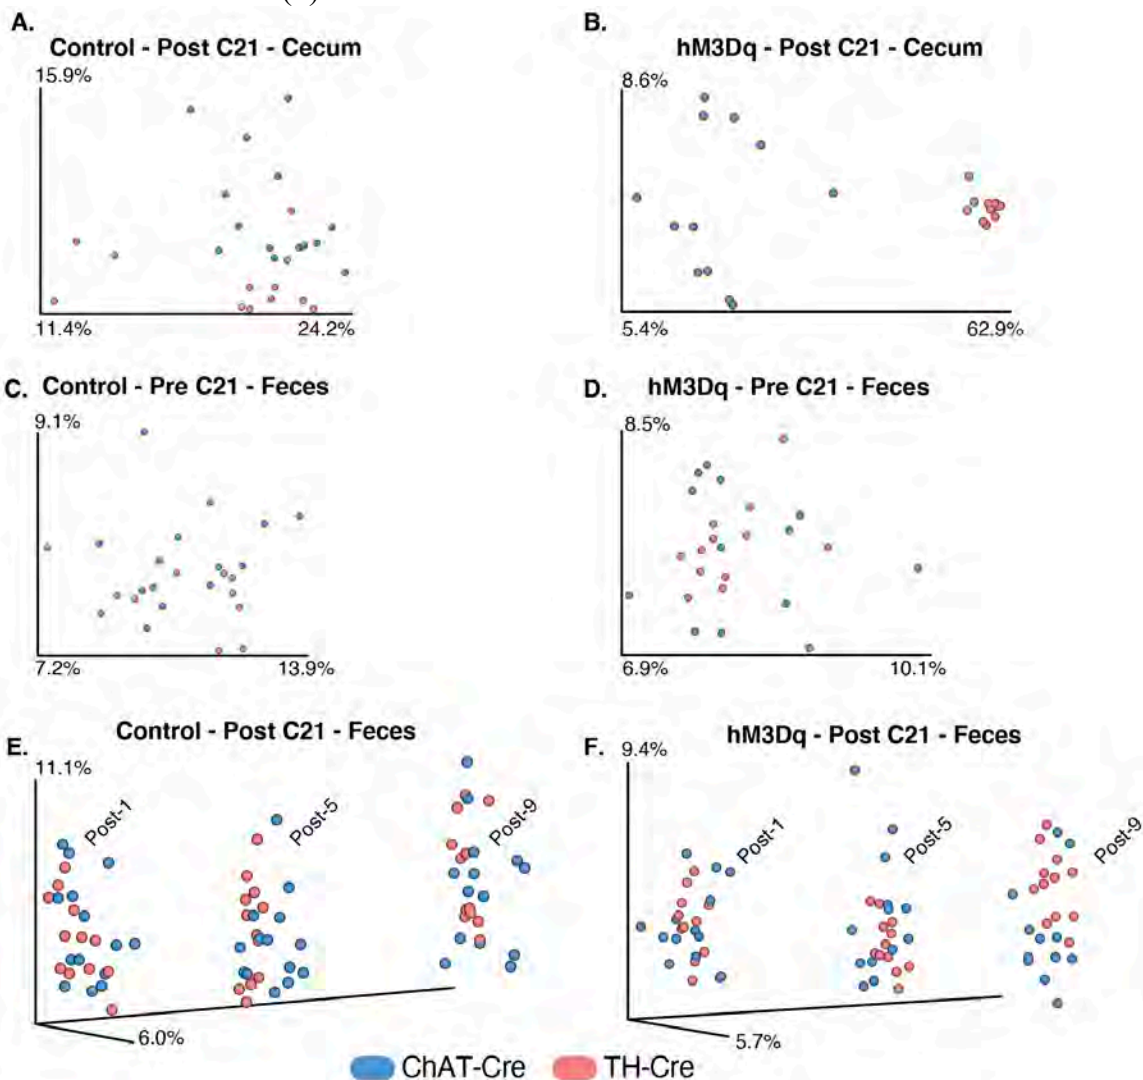 A.
Control - Post C21 - Cecum
15.9%
11.4%
24.2%
B.
hM3Dq - Post C21 - Cecum
8.6%
5.4%
62.9%
C.
Control - Pre C21 - Feces
9.1%
7.2%
13.9%
D.
hM3Dq - Pre C21 - Feces
8.5%
6.9%
10.1%
E.
Control - Post C21 - Feces
11.1%
Post-1
Post-5
Post-9
6.0%
F.
hM3Dq - Post C21 - Feces
9.4%
Post-1
Post-5
Post-9
5.7%
ChAT-Cre
TH-Cre